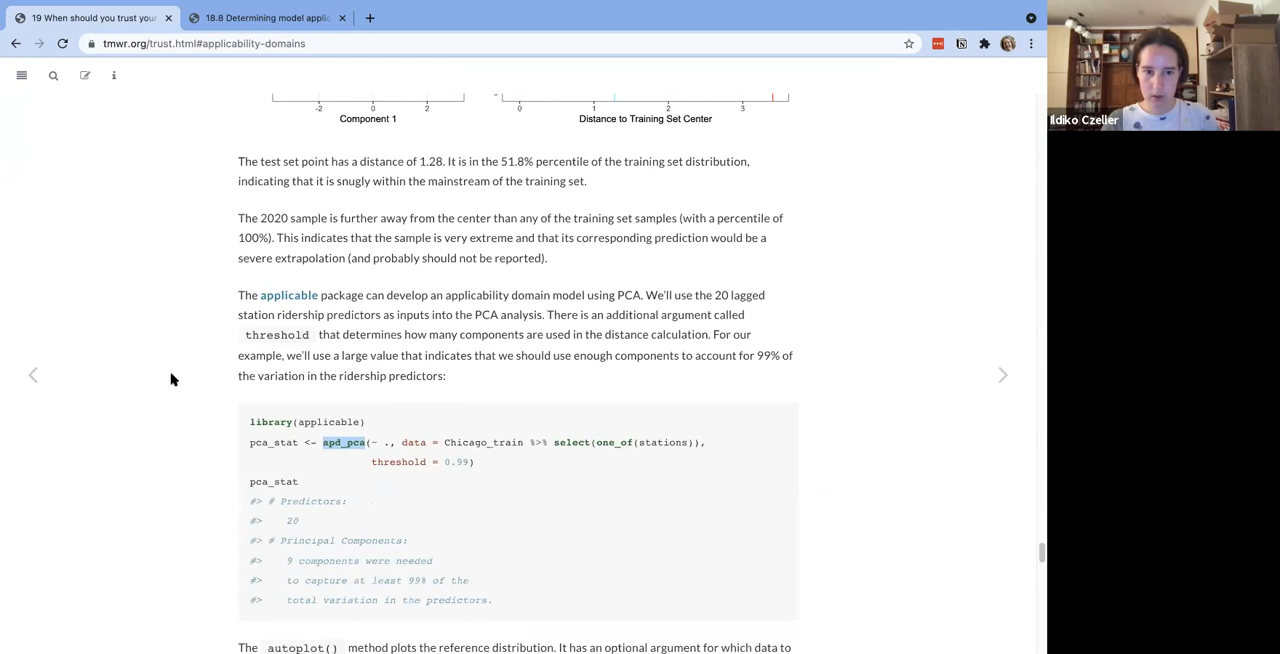 19 When should you trust your
18.8 Determining model applic
tmwr.org/trust.html#applicability-domains
Ildiko Czeller
-2 0 2
0 1 2 3
Component 1
Distance to Training Set Center
The test set point has a distance of 1.28. It is in the 51.8% percentile of the training set distribution,
indicating that it is snugly within the mainstream of the training set.
The 2020 sample is further away from the center than any of the training set samples (with a percentile of
100%). This indicates that the sample is very extreme and that its corresponding prediction would be a
severe extrapolation (and probably should not be reported).
The applicable package can develop an applicability domain model using PCA. We'll use the 20 lagged
station ridership predictors as inputs into the PCA analysis. There is an additional argument called
threshold that determines how many components are used in the distance calculation. For our
example, we'll use a large value that indicates that we should use enough components to account for 99% of
the variation in the ridership predictors:
library(applicable)
pca_stat <- apd_pca(~ ., data = Chicago_train %>% select(one_of(stations)),
threshold = 0.99)
pca_stat
#> # Predictors:
#> 20
#> # Principal Components:
#> 9 components were needed
#> to capture at least 99% of the
#> total variation in the predictors.
The autoplot() method plots the reference distribution. It has an optional argument for which data to